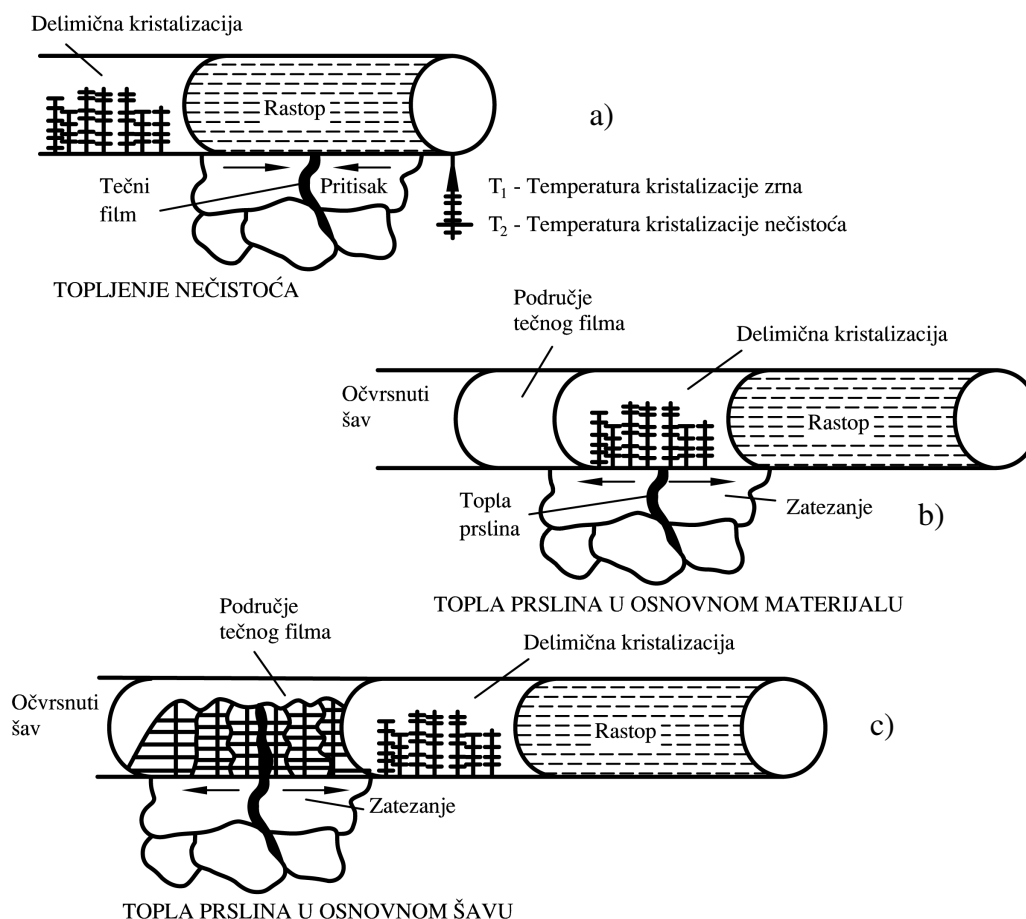 Delimična kristalizacija
Rastop
a)
Tečni
film
Pritisak
T1 - Temperatura kristalizacije zrna
T2 - Temperatura kristalizacije nečistoća
TOPLJENJE NEČISTOĆA
Područje
tečnog filma
Delimična kristalizacija
Očvrsnuti
šav
Rastop
Topla
prslina
Zatezanje
b)
TOPLA PRSLINA U OSNOVNOM MATERIJALU
Područje
tečnog filma
Delimična kristalizacija
Očvrsnuti
šav
Rastop
c)
Zatezanje
TOPLA PRSLINA U OSNOVNOM ŠAVU